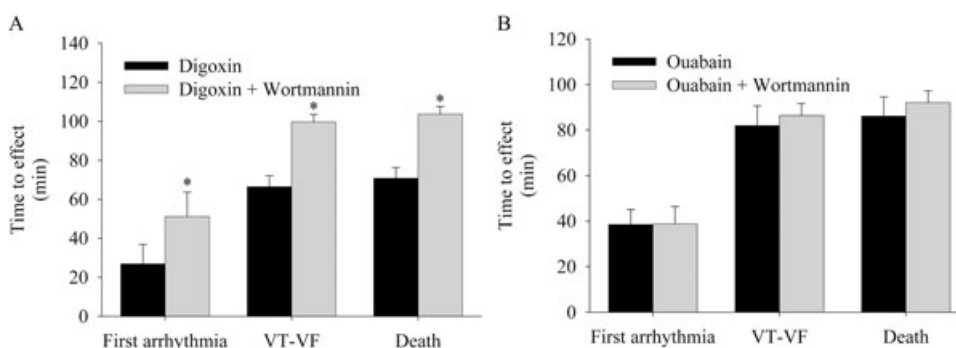 A
140
120
100
80
60
40
20
0
Time to effect
(min)
Digoxin
Digoxin + Wortmannin
*
*
*
First arrhythmia
VT-VF
Death
B
120
100
80
60
40
20
0
Time to effect
(min)
Ouabain
Ouabain + Wortmannin
First arrhythmia
VT-VF
Death